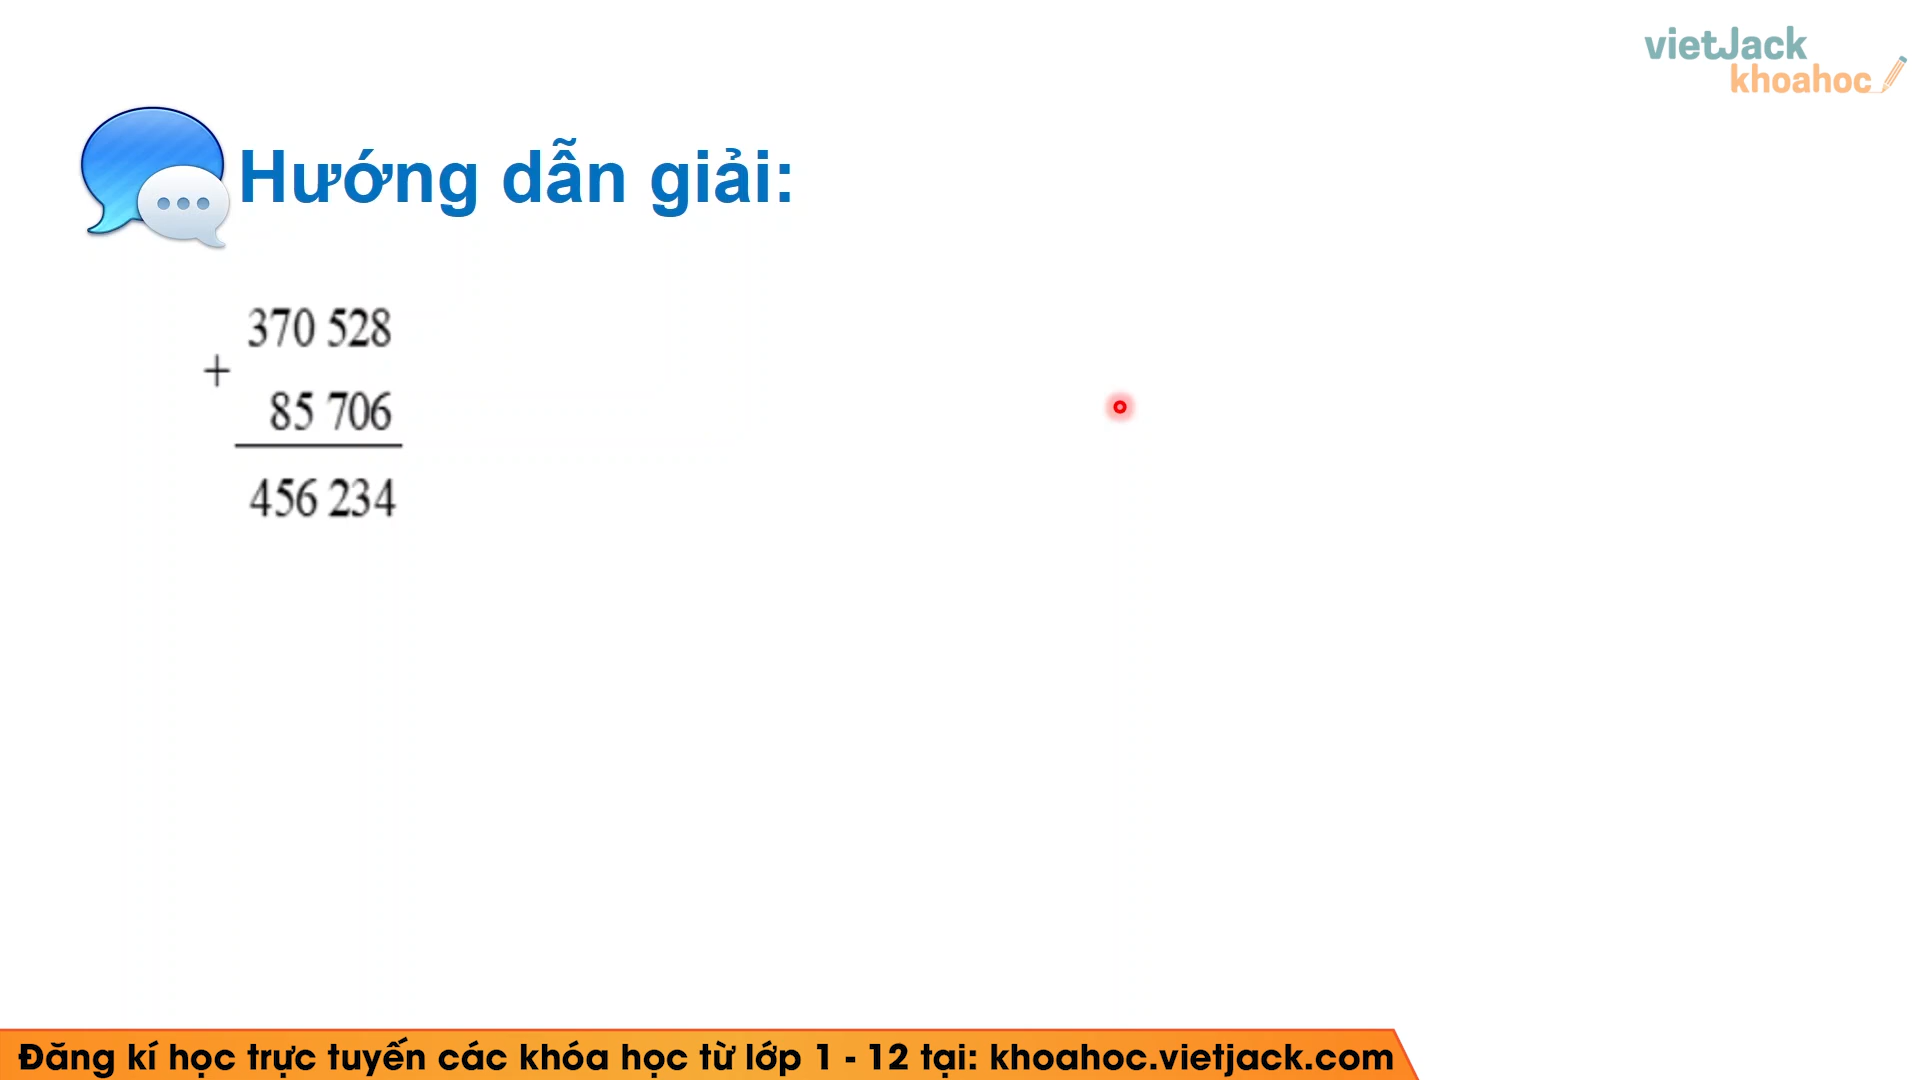 vietJack
khoahoc
Hướng dẫn giải:
370 528
+
85 706
456 234
Đăng kí học trực tuyến các khóa học từ lớp 1 - 12 tại: khoahoc.vietjack.com